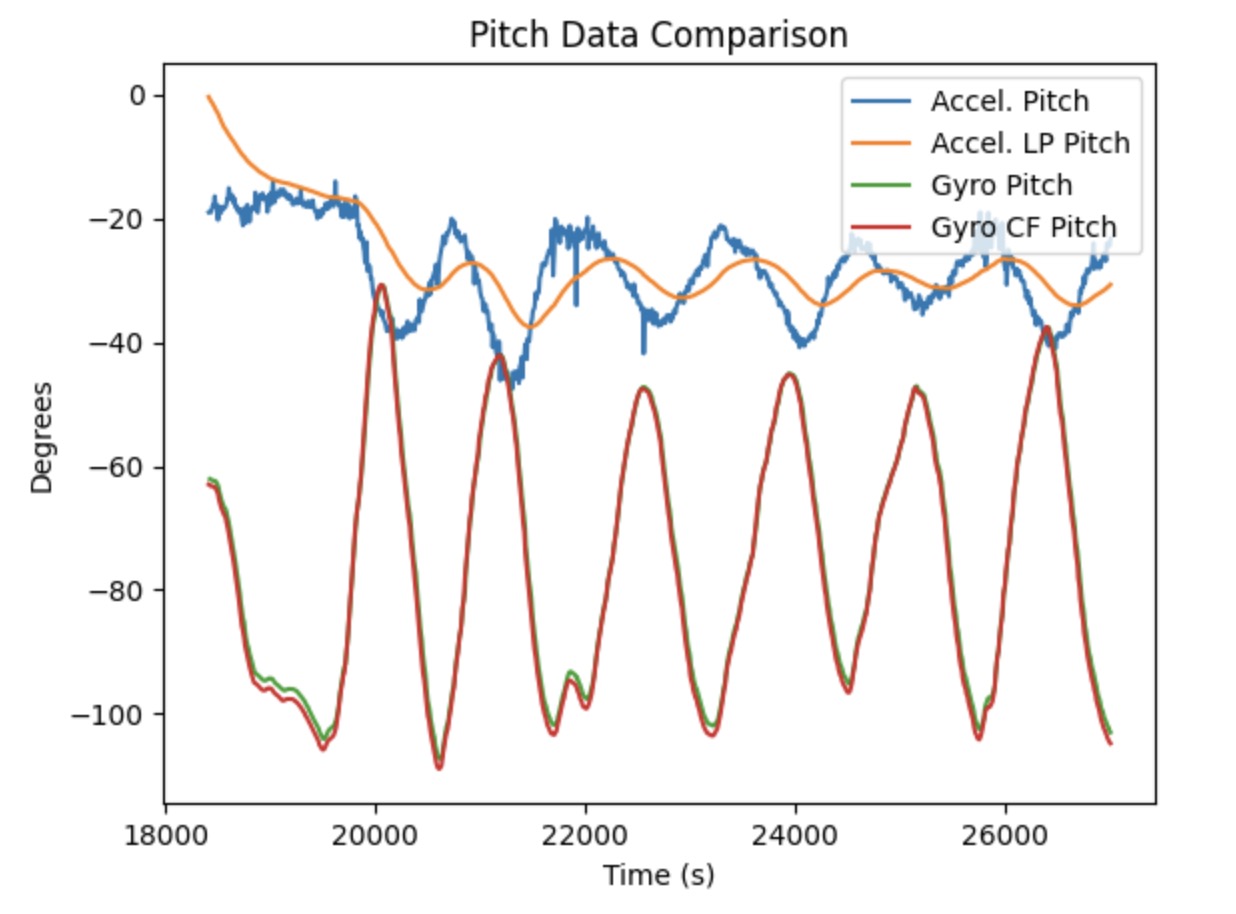 Pitch Data Comparison
Accel. Pitch
Accel. LP Pitch
Gyro Pitch
Gyro CF Pitch
0
−20
−40
−60
−80
−100
Degrees
18000 20000 22000 24000 26000
Time (s)